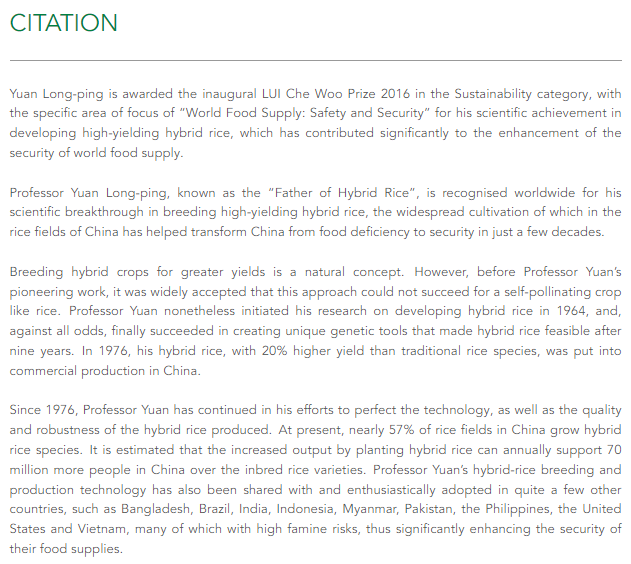 CITATION
Yuan Long-ping is awarded the inaugural LUI Che Woo Prize 2016 in the Sustainability category, with
the specific area of focus of "World Food Supply: Safety and Security" for his scientific achievement in
developing high-yielding hybrid rice, which has contributed significantly to the enhancement of the
security of world food supply.
Professor Yuan Long-ping, known as the "Father of Hybrid Rice", is recognised worldwide for his
scientific breakthrough in breeding high-yielding hybrid rice, the widespread cultivation of which in the
rice fields of China has helped transform China from food deficiency to security in just a few decades.
Breeding hybrid crops for greater yields is a natural concept. However, before Professor Yuan's
pioneering work, it was widely accepted that this approach could not succeed for a self-pollinating crop
like rice. Professor Yuan nonetheless initiated his research on developing hybrid rice in 1964, and,
against all odds, finally succeeded in creating unique genetic tools that made hybrid rice feasible after
nine years. In 1976, his hybrid rice, with 20% higher yield than traditional rice species, was put into
commercial production in China.
Since 1976, Professor Yuan has continued in his efforts to perfect the technology, as well as the quality
and robustness of the hybrid rice produced. At present, nearly 57% of rice fields in China grow hybrid
rice species. It is estimated that the increased output by planting hybrid rice can annually support 70
million more people in China over the inbred rice varieties. Professor Yuan's hybrid-rice breeding and
production technology has also been shared with and enthusiastically adopted in quite a few other
countries, such as Bangladesh, Brazil, India, Indonesia, Myanmar, Pakistan, the Philippines, the United
States and Vietnam, many of which with high famine risks, thus significantly enhancing the security of
their food supplies.